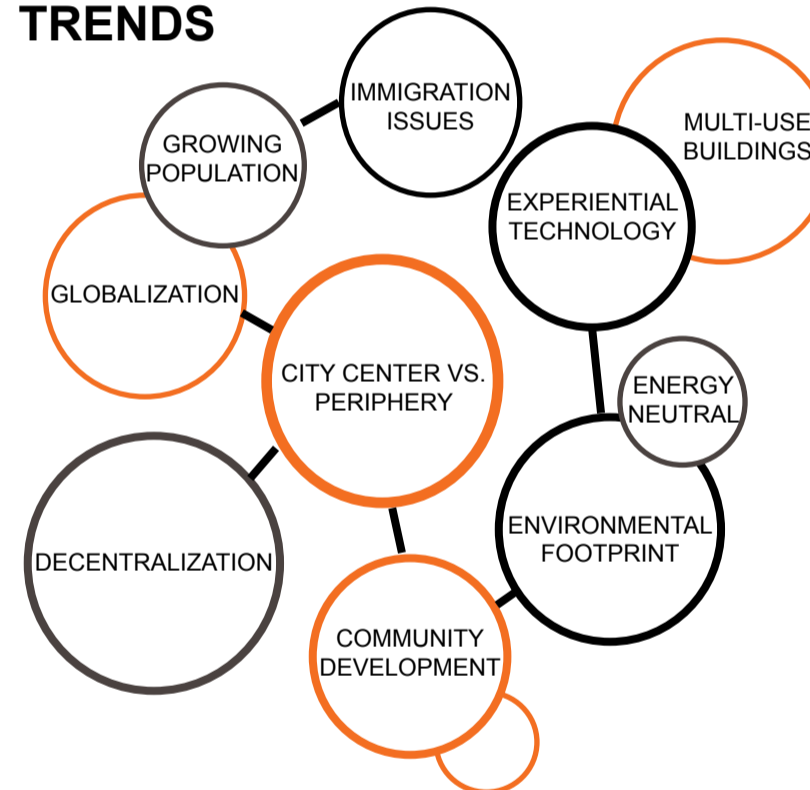 TRENDS
IMMIGRATION
ISSUES
GROWING
POPULATION
MULTI-USE
BUILDINGS
EXPERIENTIAL
TECHNOLOGY
GLOBALIZATION
CITY CENTER VS.
PERIPHERY
ENERGY
NEUTRAL
ENVIRONMENTAL
FOOTPRINT
DECENTRALIZATION
COMMUNITY
DEVELOPMENT